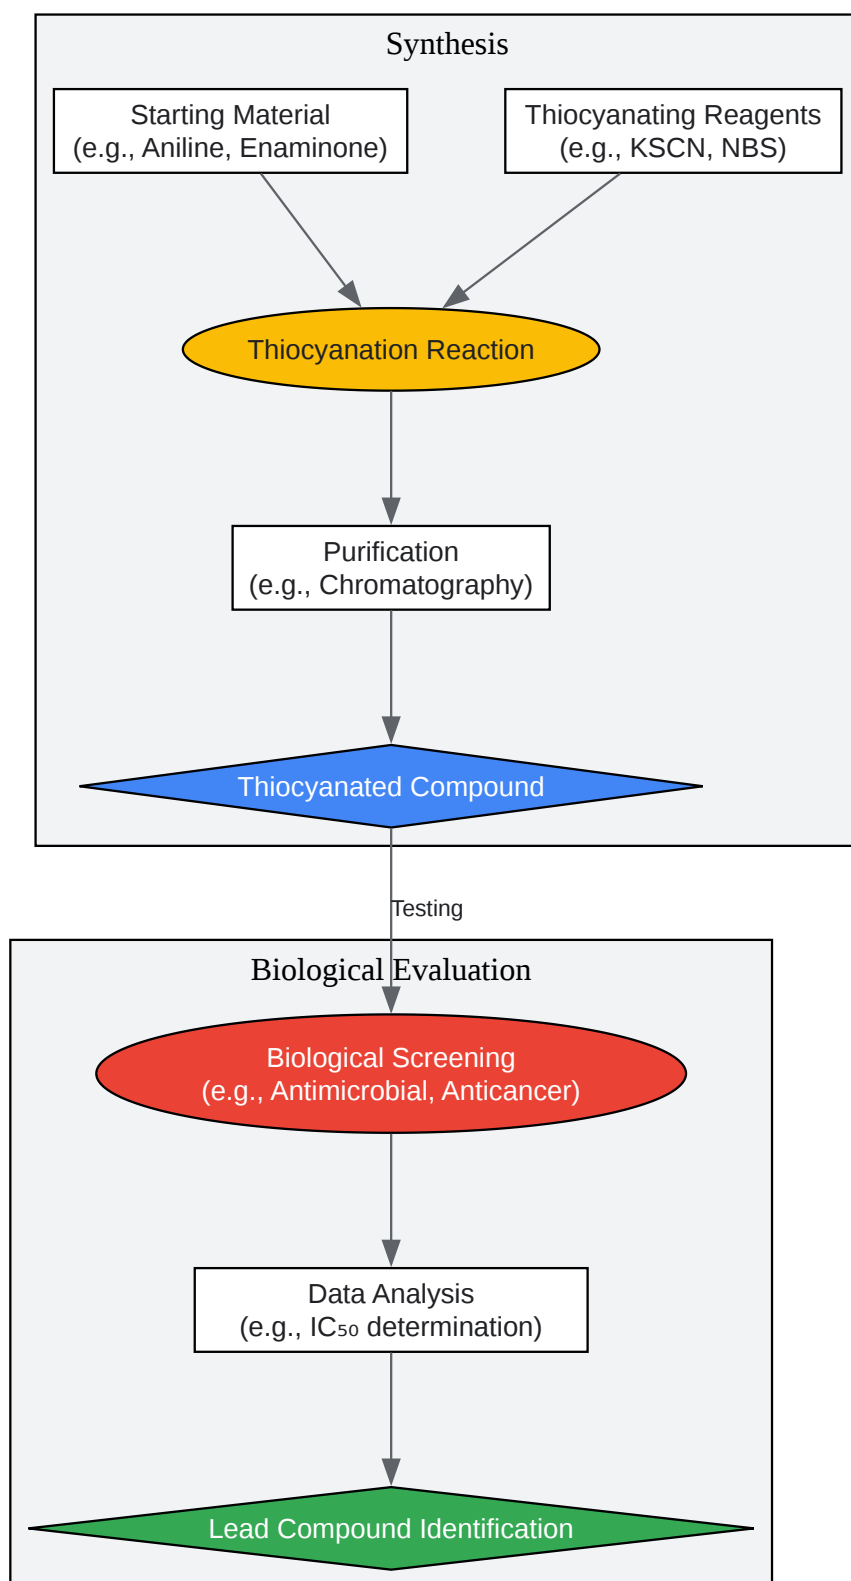 Synthesis
Starting Material
(e.g., Aniline, Enaminone)
Thiocyanating Reagents
(e.g., KSCN, NBS)
Thiocyanation Reaction
Purification
(e.g., Chromatography)
Thiocyanated Compound
Testing
Biological Evaluation
Biological Screening
(e.g., Antimicrobial, Anticancer)
Data Analysis
(e.g., IC₅₀ determination)
Lead Compound Identification